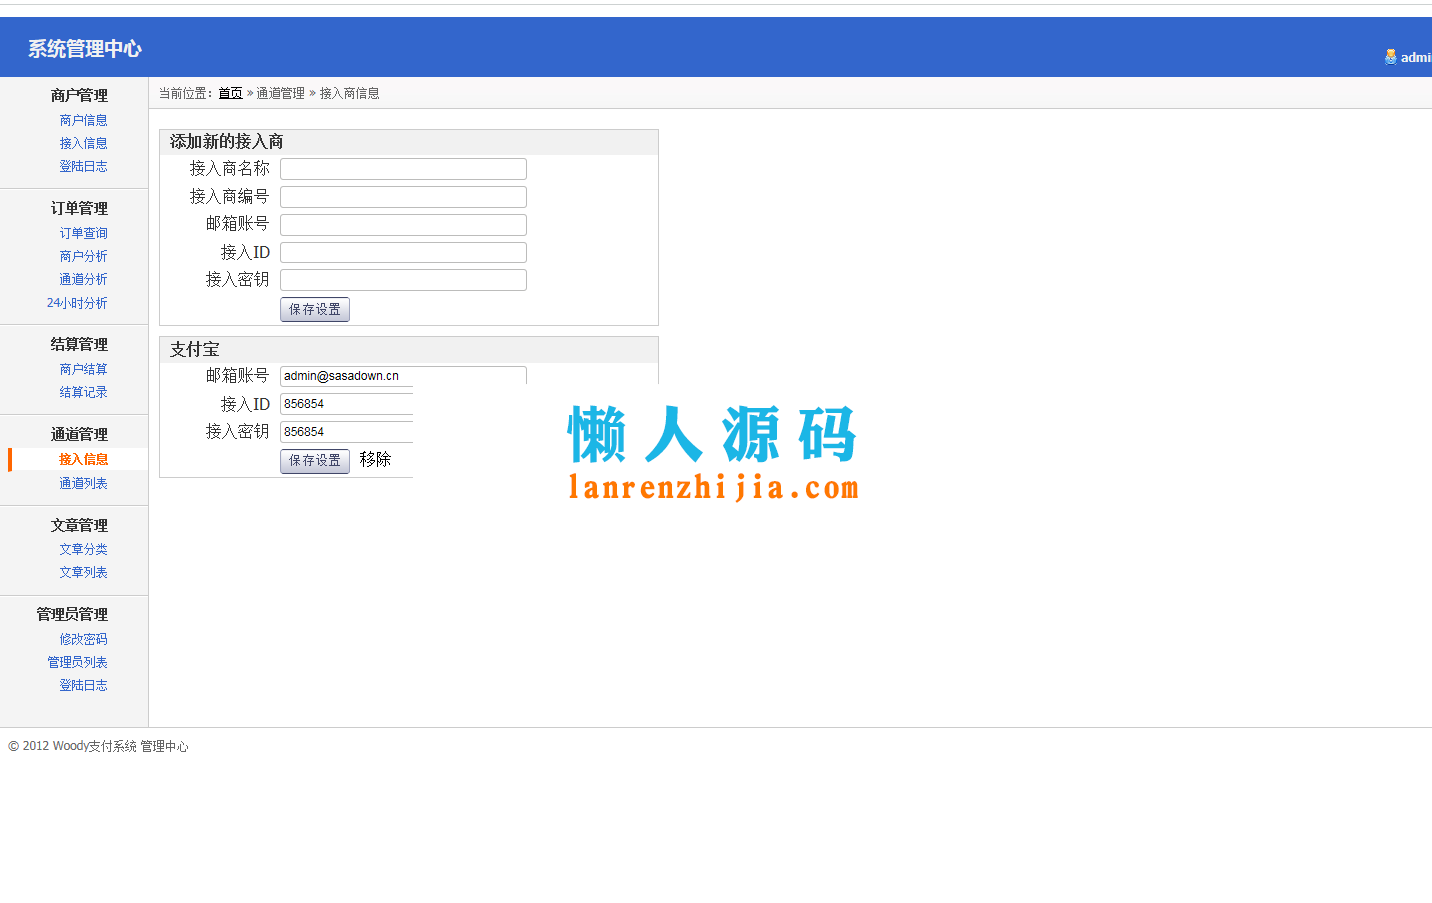 系统管理中心
admi
商户管理
商户信息
接入信息
登陆日志
订单管理
订单查询
商户分析
通道分析
24小时分析
结算管理
商户结算
结算记录
通道管理
接入信息
通道列表
文章管理
文章分类
文章列表
管理员管理
修改密码
管理员列表
登陆日志
当前位置：首页 » 通道管理 » 接入商信息
添加新的接入商
接入商名称
接入商编号
邮箱账号
接入ID
接入密钥
保存设置
支付宝
邮箱账号 admin@sasadown.cn
接入ID 856854
接入密钥 856854
保存设置 移除
懒人源码
lanrenzhijia.com
© 2012 Woody支付系统 管理中心